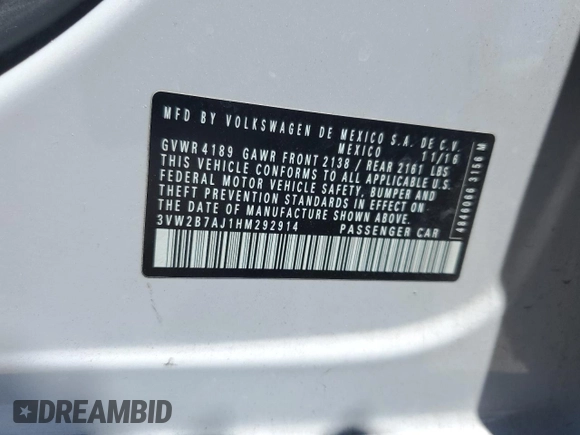 MFD BY VOLKSWAGEN DE MEXICO S.A. DE C.V.
MEXICO 11/16
GVWR 4189 GAWR FRONT 2138 / REAR 2161 LBS
THIS VEHICLE CONFORMS TO ALL APPLICABLE U.S.
FEDERAL MOTOR VEHICLE SAFETY, BUMPER AND
THEFT PREVENTION STANDARDS IN EFFECT ON
THE DATE OF MANUFACTURE SHOWN ABOVE.
3VW2B7AJ1HM292914 PASSENGER CAR
4646066 3156 M
DREAMBID